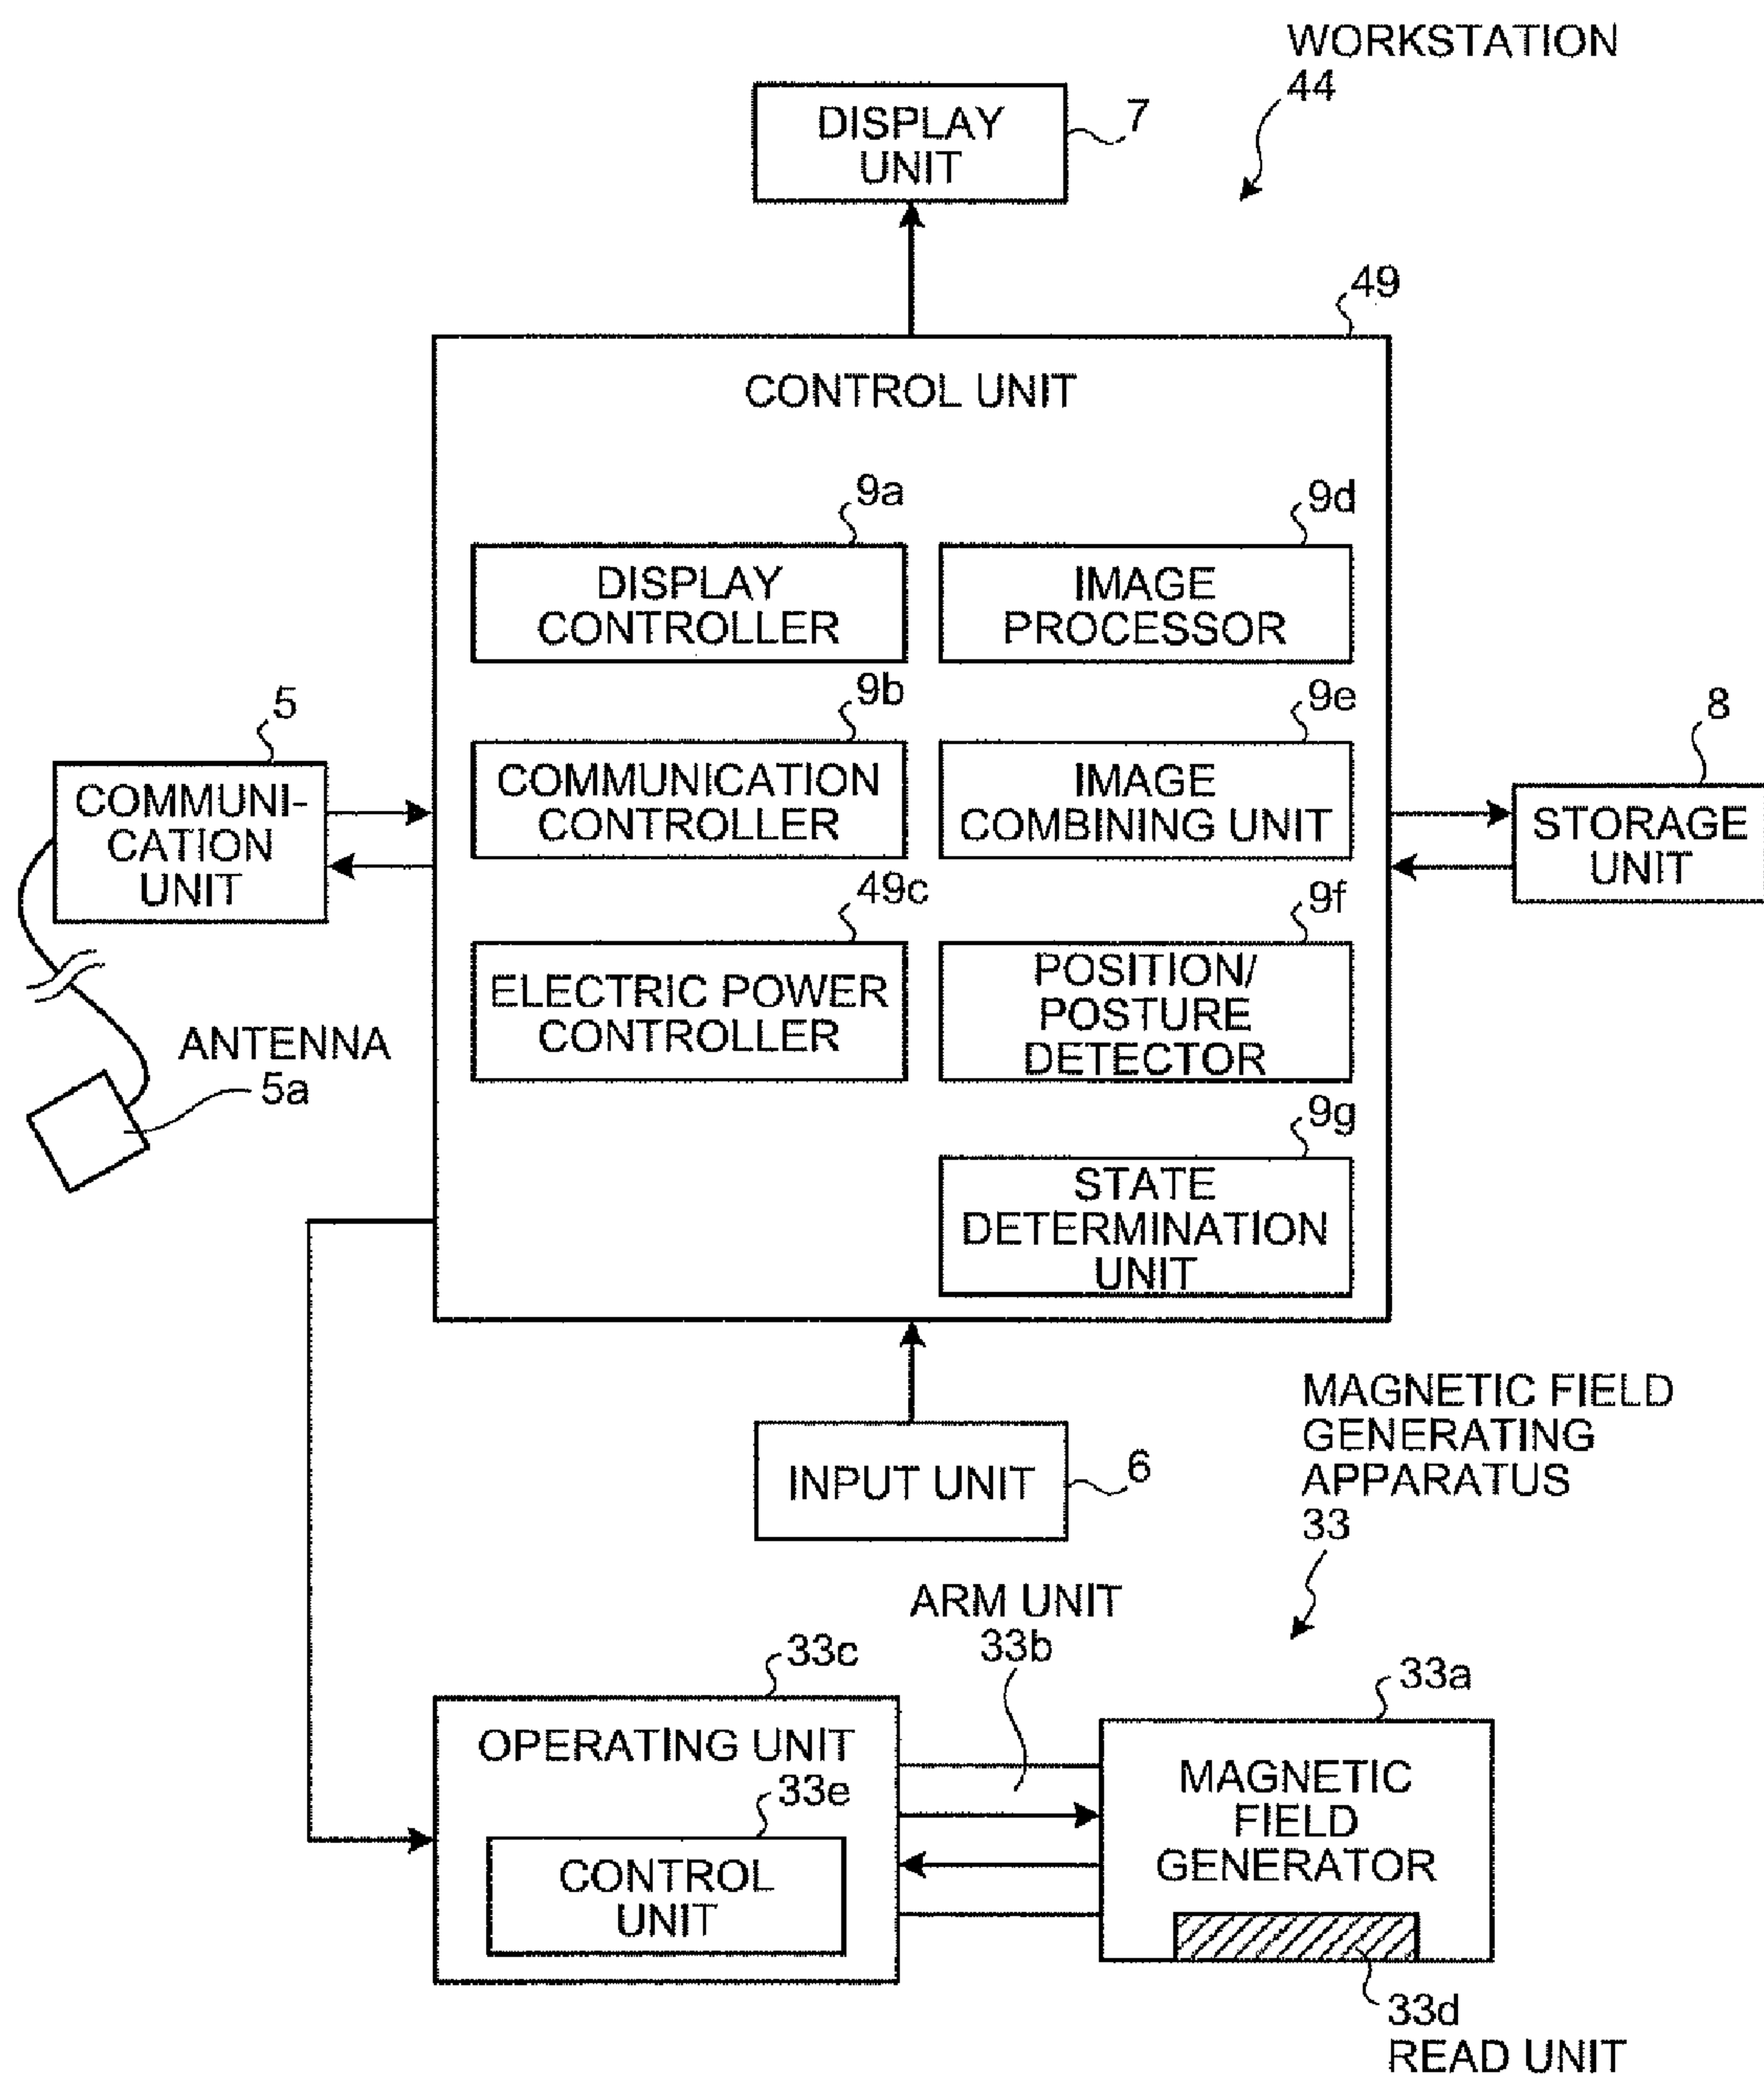 WORKSTATION
44
DISPLAY
UNIT
7
49
CONTROL UNIT
9a
DISPLAY
CONTROLLER
9d
IMAGE
PROCESSOR
9b
COMMUNICATION
CONTROLLER
9e
IMAGE
COMBINING UNIT
5
COMMUNI-
CATION
UNIT
8
STORAGE
UNIT
49c
ELECTRIC POWER
CONTROLLER
9f
POSITION/
POSTURE
DETECTOR
ANTENNA
5a
9g
STATE
DETERMINATION
UNIT
INPUT UNIT
6
MAGNETIC FIELD
GENERATING
APPARATUS
33
ARM UNIT
33b
33c
OPERATING UNIT
33e
CONTROL
UNIT
33a
MAGNETIC
FIELD
GENERATOR
33d
READ UNIT